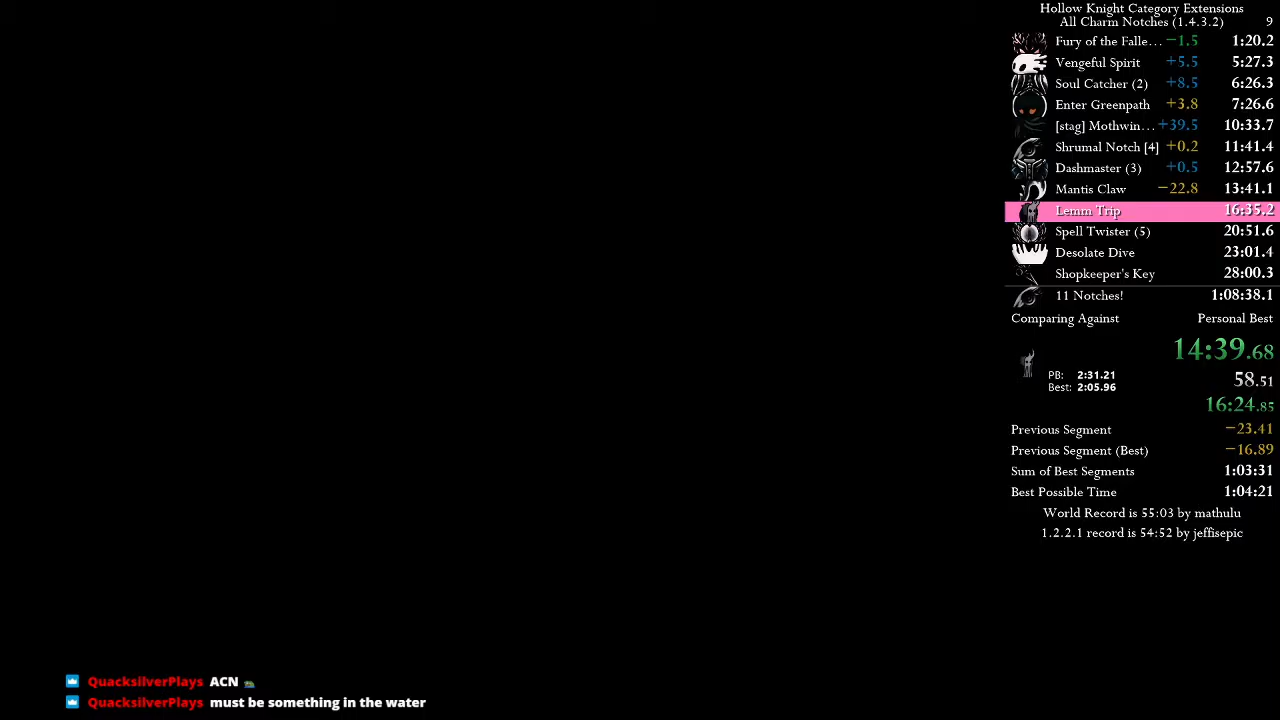 Hollow Knight Category Extensions
All Charm Notches (1.4.3.2) 9
Fury of the Falle... −1.5 1:20.2
Vengeful Spirit +5.5 5:27.3
Soul Catcher (2) +8.5 6:26.3
Enter Greenpath +3.8 7:26.6
[stag] Mothwin... +39.5 10:33.7
Shrumal Notch [4] +0.2 11:41.4
Dashmaster (3) +0.5 12:57.6
Mantis Claw −22.8 13:41.1
Lemm Trip 16:35.2
Spell Twister (5) 20:51.6
Desolate Dive 23:01.4
Shopkeeper's Key 28:00.3
11 Notches! 1:08:38.1
Comparing Against Personal Best
14:39.68
PB: 2:31.21
58.51
Best: 2:05.96
16:24.85
Previous Segment −23.41
Previous Segment (Best) −16.89
Sum of Best Segments 1:03:31
Best Possible Time 1:04:21
World Record is 55:03 by mathulu
1.2.2.1 record is 54:52 by jeffisepic
QuacksilverPlays ACN
QuacksilverPlays must be something in the water